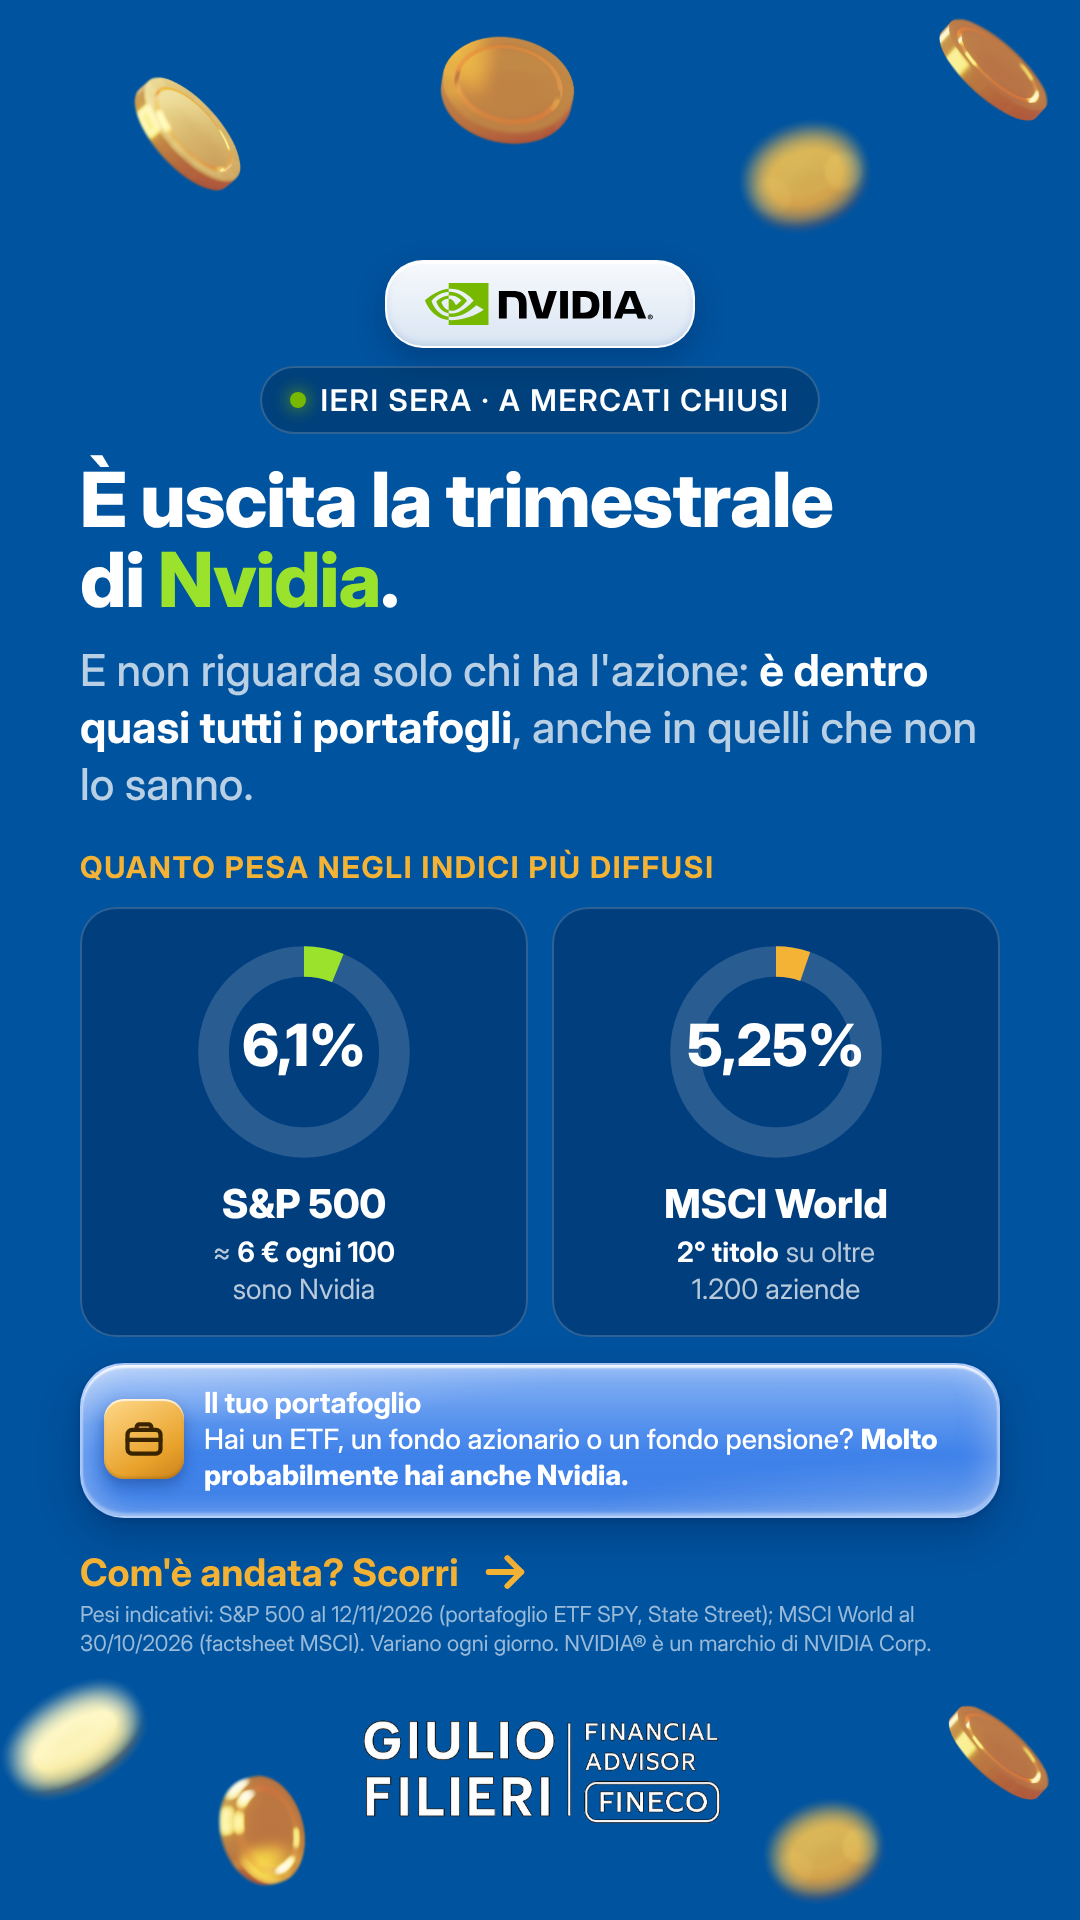 NVIDIA®
IERI SERA · A MERCATI CHIUSI
È uscita la trimestrale
di Nvidia.
E non riguarda solo chi ha l'azione: è dentro
quasi tutti i portafogli, anche in quelli che non
lo sanno.
QUANTO PESA NEGLI INDICI PIÙ DIFFUSI
6,1%
S&P 500
≈ 6 € ogni 100
sono Nvidia
5,25%
MSCI World
2° titolo su oltre
1.200 aziende
Il tuo portafoglio
Hai un ETF, un fondo azionario o un fondo pensione? Molto
probabilmente hai anche Nvidia.
Com'è andata? Scorri →
Pesi indicativi: S&P 500 al 12/11/2026 (portafoglio ETF SPY, State Street); MSCI World al
30/10/2026 (factsheet MSCI). Variano ogni giorno. NVIDIA® è un marchio di NVIDIA Corp.
GIULIO
FILIERI
FINANCIAL
ADVISOR
FINECO